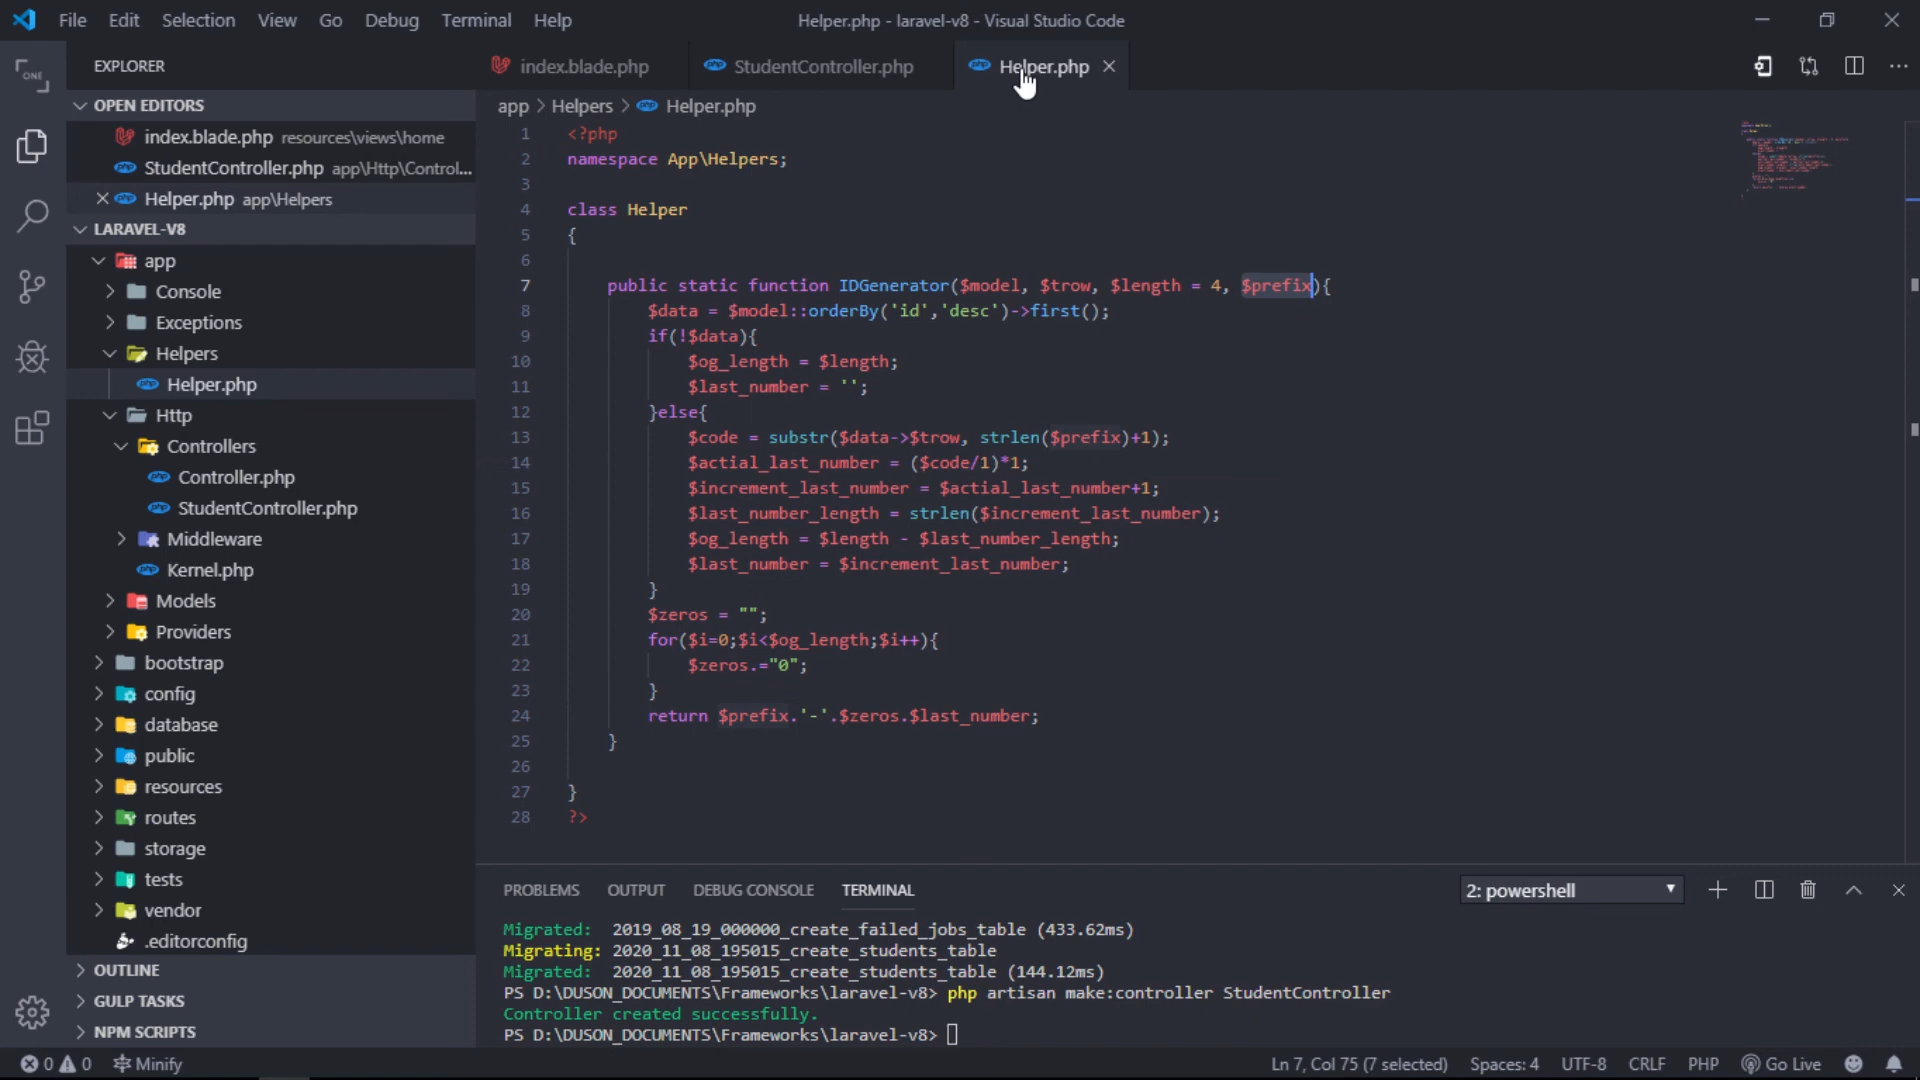 File Edit Selection View Go Debug Terminal Help
Helper.php - laravel-v8 - Visual Studio Code
ONE
EXPLORER
OPEN EDITORS
index.blade.php resources\views\home
StudentController.php app\Http\Control...
Helper.php app\Helpers
LARAVEL-V8
app
Console
Exceptions
Helpers
Helper.php
Http
Controllers
Controller.php
StudentController.php
Middleware
Kernel.php
Models
Providers
bootstrap
config
database
public
resources
routes
storage
tests
vendor
.editorconfig
OUTLINE
GULP TASKS
NPM SCRIPTS
index.blade.php StudentController.php Helper.php
app > Helpers > Helper.php
1 <?php
2 namespace App\Helpers;
3
4 class Helper
5 {
6
7 public static function IDGenerator($model, $trow, $length = 4, $prefix){
8 $data = $model::orderBy('id','desc')->first();
9 if(!$data){
10 $og_length = $length;
11 $last_number = '';
12 }else{
13 $code = substr($data->$trow, strlen($prefix)+1);
14 $actial_last_number = ($code/1)*1;
15 $increment_last_number = $actial_last_number+1;
16 $last_number_length = strlen($increment_last_number);
17 $og_length = $length - $last_number_length;
18 $last_number = $increment_last_number;
19 }
20 $zeros = "";
21 for($i=0;$i<$og_length;$i++){
22 $zeros.="0";
23 }
24 return $prefix.'-'.$zeros.$last_number;
25 }
26
27 }
28 ?>
PROBLEMS OUTPUT DEBUG CONSOLE TERMINAL
2: powershell
Migrated: 2019_08_19_000000_create_failed_jobs_table (433.62ms)
Migrating: 2020_11_08_195015_create_students_table
Migrated: 2020_11_08_195015_create_students_table (144.12ms)
PS D:\DUSON_DOCUMENTS\Frameworks\laravel-v8> php artisan make:controller StudentController
Controller created successfully.
PS D:\DUSON_DOCUMENTS\Frameworks\laravel-v8>
0 0 Minify
Ln 7, Col 75 (7 selected) Spaces: 4 UTF-8 CRLF PHP Go Live